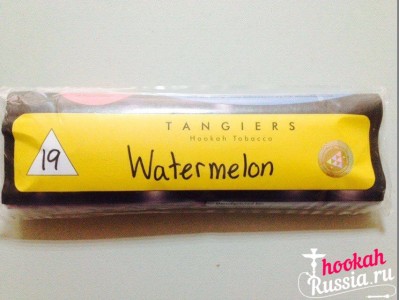 TANGIERS
Hookah Tobacco
19
Watermelon
hookah
Russia.ru